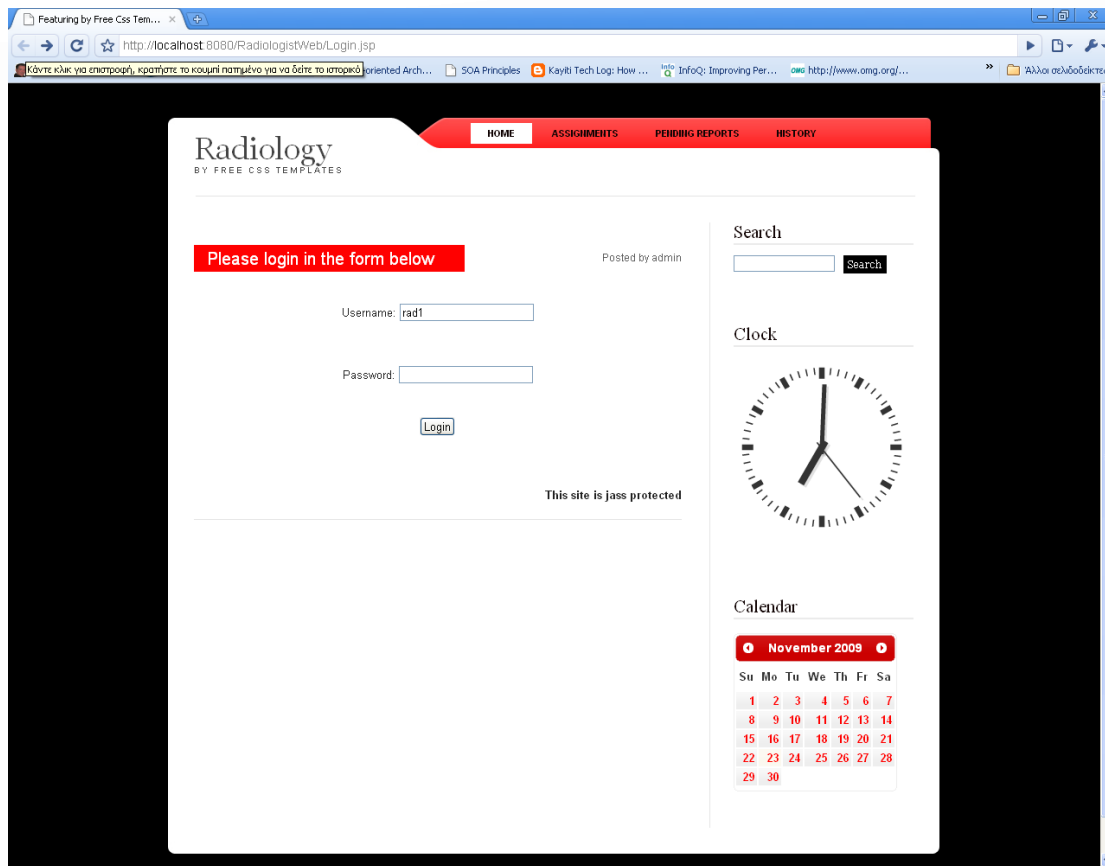 Featuring by Free Css Tem...
http://localhost:8080/RadiologistWeb/Login.jsp
Κάντε κλικ για επιστροφή, κρατήστε το κουμπί πατημένο για να δείτε το ιστορικό
oriented Arch... SOA Principles Kayiti Tech Log: How ... InfoQ: Improving Per... http://www.omg.org/... » Άλλοι σελιδοδείκτες
HOME ASSIGNMENTS PENDING REPORTS HISTORY
Radiology
BY FREE CSS TEMPLATES
Please login in the form below
Posted by admin
Username: rad1
Password:
Login
This site is jass protected
Search
Search
Clock
Calendar
November 2009
Su Mo Tu We Th Fr Sa
1 2 3 4 5 6 7
8 9 10 11 12 13 14
15 16 17 18 19 20 21
22 23 24 25 26 27 28
29 30